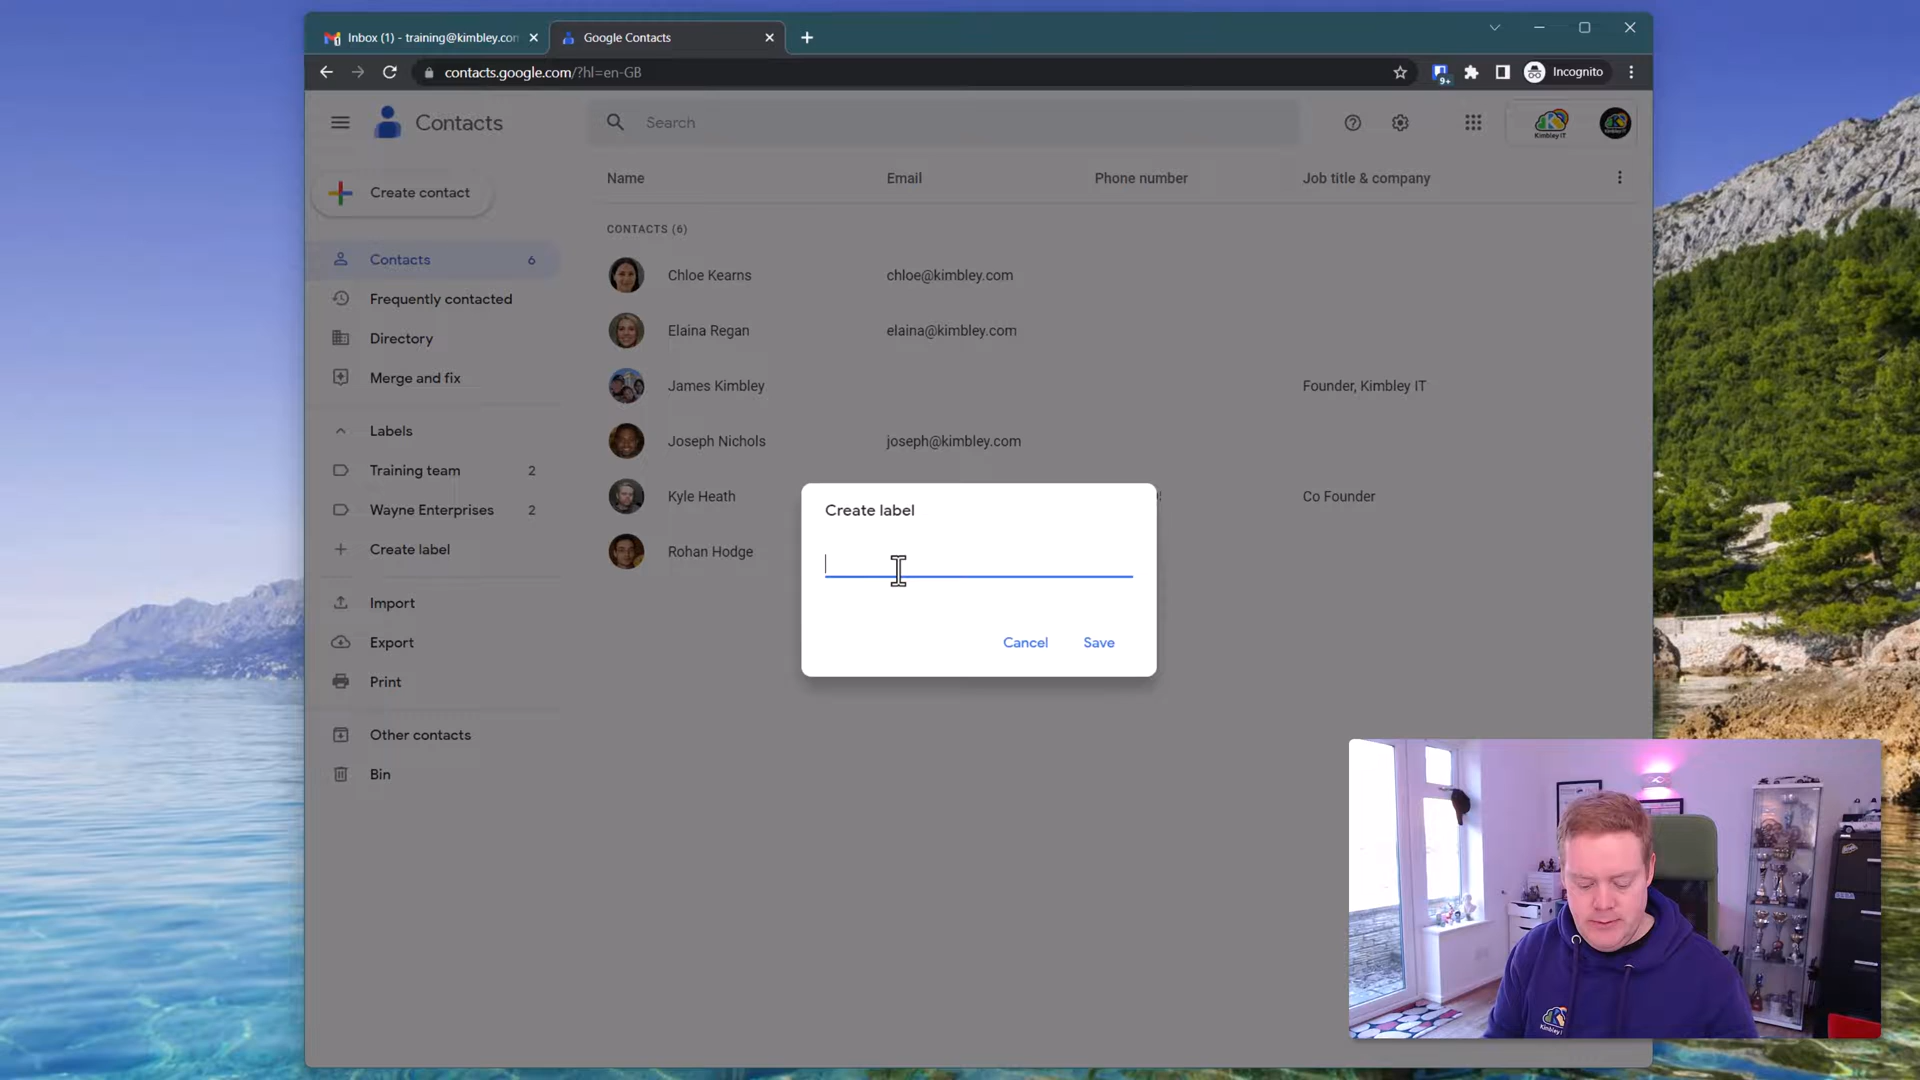 Inbox (1) - training@kimbley.con
Google Contacts
contacts.google.com/?hl=en-GB
9+
Incognito
Contacts
Search
Kimbley IT
Create contact
Name
Email
Phone number
Job title & company
CONTACTS (6)
Contacts 6
Chloe Kearns
chloe@kimbley.com
Frequently contacted
Elaina Regan
elaina@kimbley.com
Directory
Merge and fix
James Kimbley
Founder, Kimbley IT
Labels
Joseph Nichols
joseph@kimbley.com
Training team 2
Kyle Heath
Co Founder
Wayne Enterprises 2
Create label
Create label
Rohan Hodge
Import
Export
Cancel
Save
Print
Other contacts
Bin